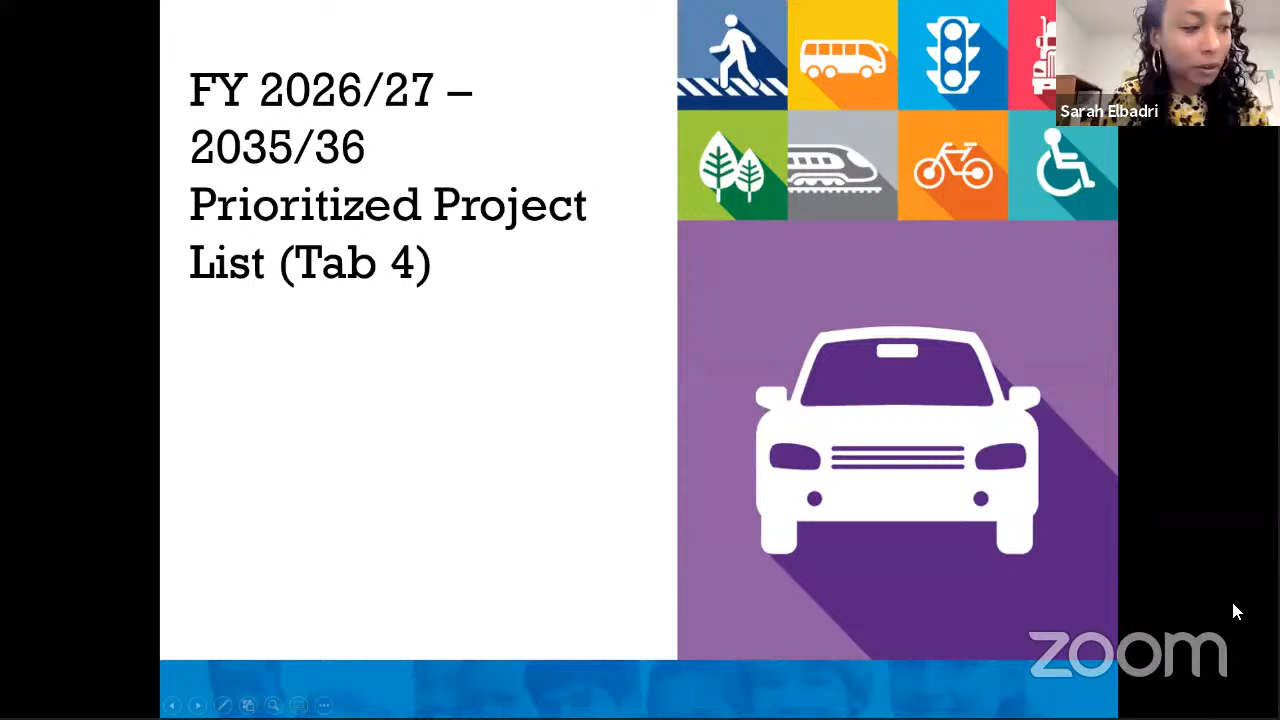 FY 2026/27 –
2035/36
Prioritized Project
List (Tab 4)
Sarah Elbadri
zoom